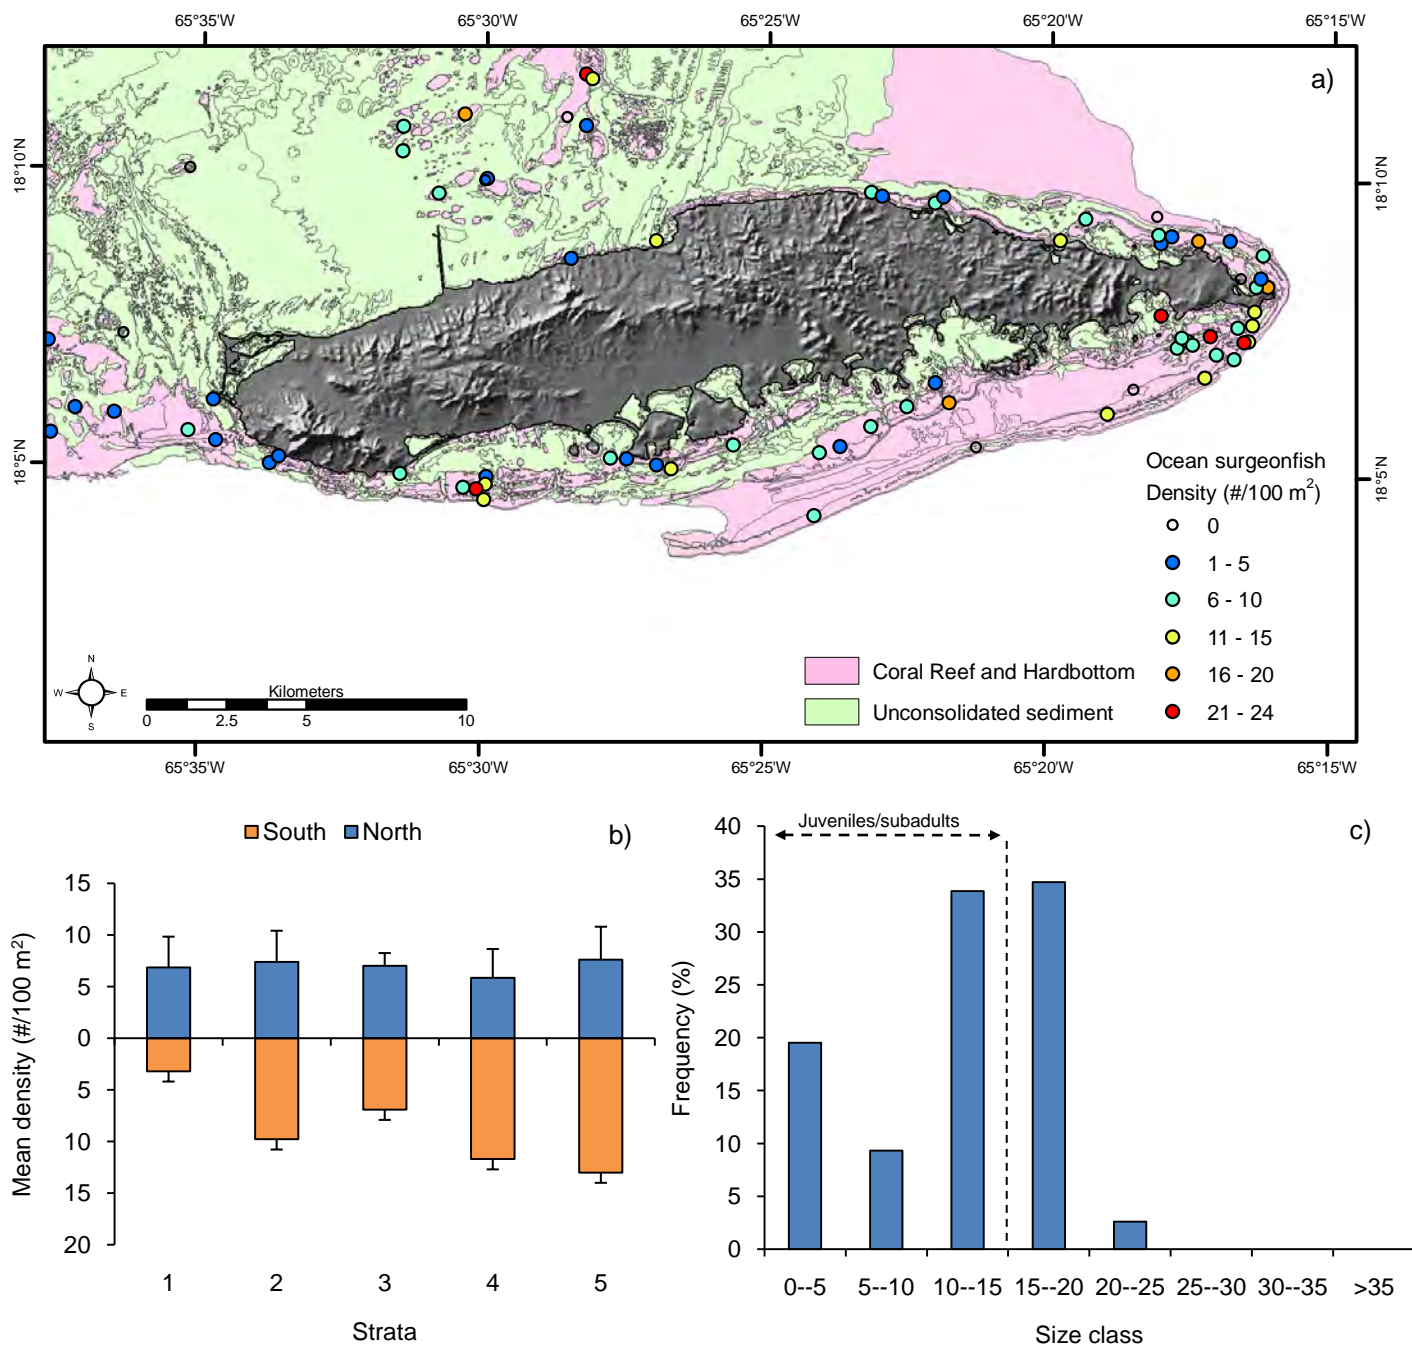 65°35'W 65°30'W 65°25'W 65°20'W 65°15'W
a)
18°10'N 18°10'N
18°5'N 18°5'N
Ocean surgeonfish
Density (#/100 m2)
0
1 - 5
6 - 10
11 - 15
16 - 20
21 - 24
Coral Reef and Hardbottom
Unconsolidated sediment
N
W E
S
Kilometers
0 2.5 5 10
65°35'W 65°30'W 65°25'W 65°20'W 65°15'W
South North b)
Mean density (#/100 m2)
15
10
5
0
5
10
15
20
1 2 3 4 5
Strata
c)
Juveniles/subadults
Frequency (%)
40
35
30
25
20
15
10
5
0
0--5 5--10 10--15 15--20 20--25 25--30 30--35 >35
Size class